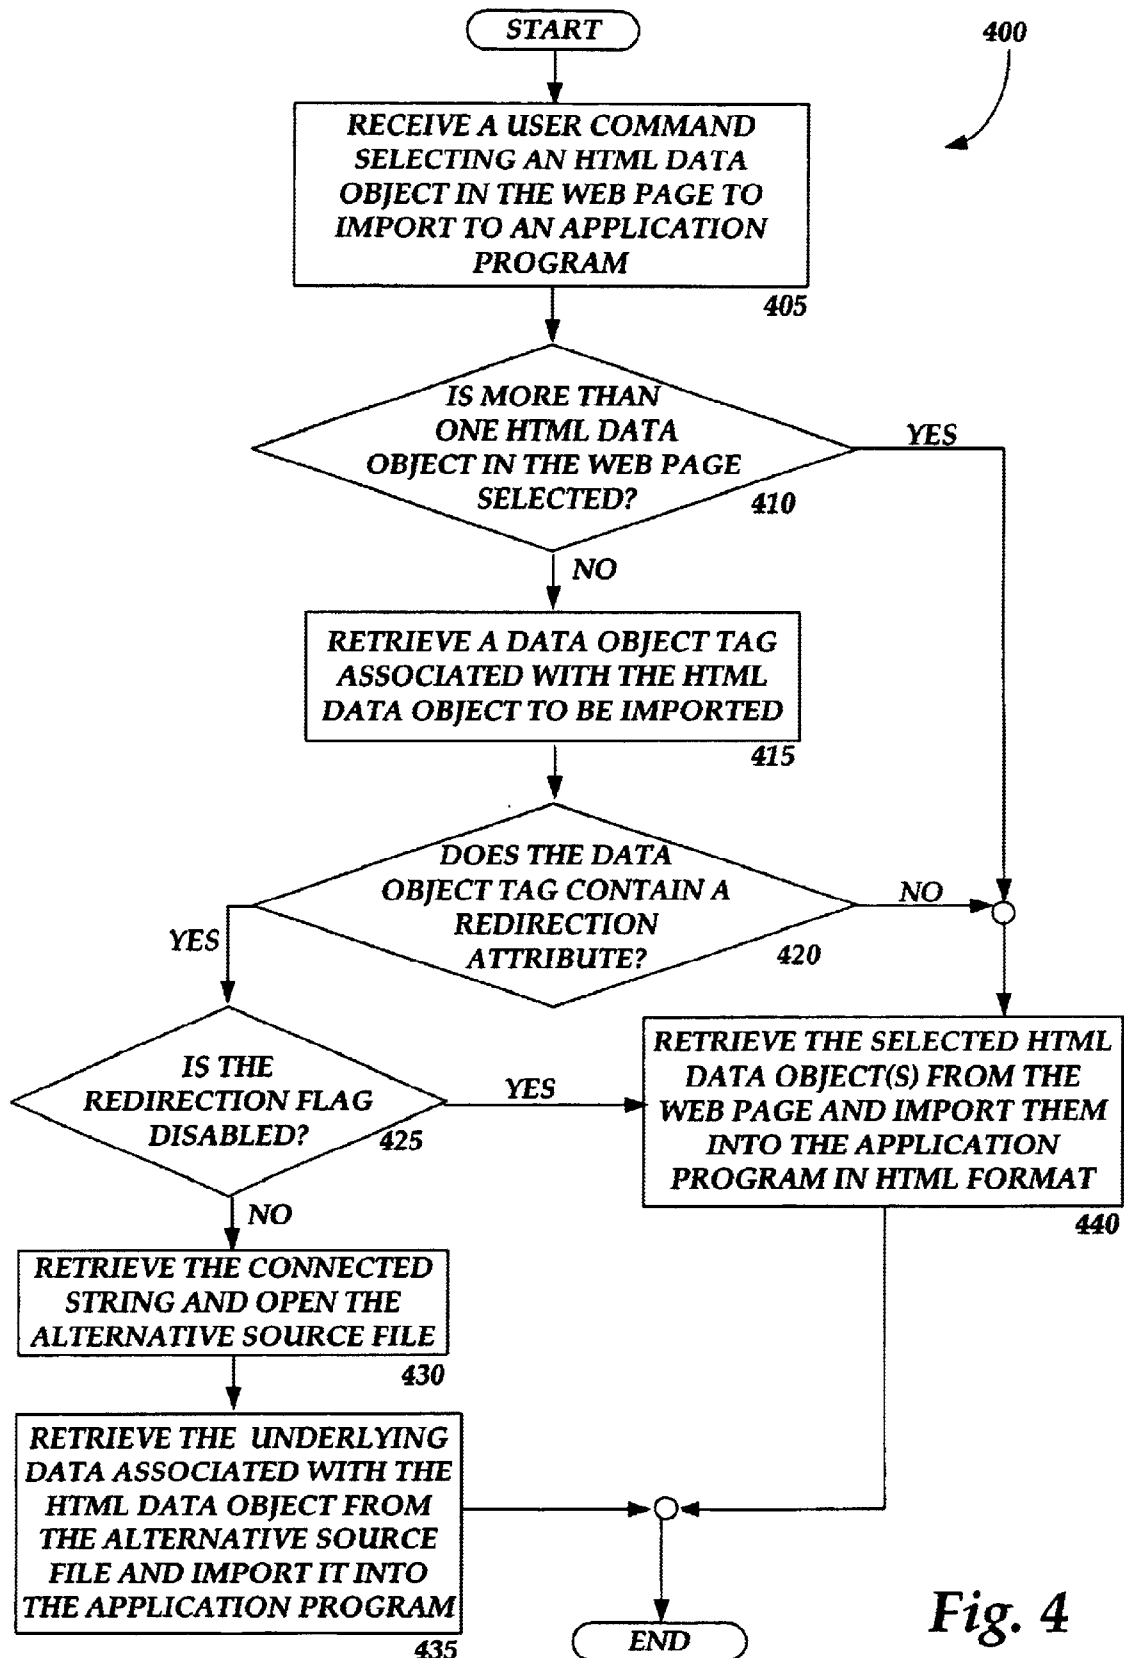 START
400
RECEIVE A USER COMMAND
SELECTING AN HTML DATA
OBJECT IN THE WEB PAGE TO
IMPORT TO AN APPLICATION
PROGRAM
405
IS MORE THAN
ONE HTML DATA
OBJECT IN THE WEB PAGE
SELECTED?
410
YES
NO
RETRIEVE A DATA OBJECT TAG
ASSOCIATED WITH THE HTML
DATA OBJECT TO BE IMPORTED
415
DOES THE DATA
OBJECT TAG CONTAIN A
REDIRECTION
ATTRIBUTE?
420
NO
YES
IS THE
REDIRECTION FLAG
DISABLED?
425
YES
RETRIEVE THE SELECTED HTML
DATA OBJECT(S) FROM THE
WEB PAGE AND IMPORT THEM
INTO THE APPLICATION
PROGRAM IN HTML FORMAT
440
NO
RETRIEVE THE CONNECTED
STRING AND OPEN THE
ALTERNATIVE SOURCE FILE
430
RETRIEVE THE UNDERLYING
DATA ASSOCIATED WITH THE
HTML DATA OBJECT FROM
THE ALTERNATIVE SOURCE
FILE AND IMPORT IT INTO
THE APPLICATION PROGRAM
435
END
Fig. 4